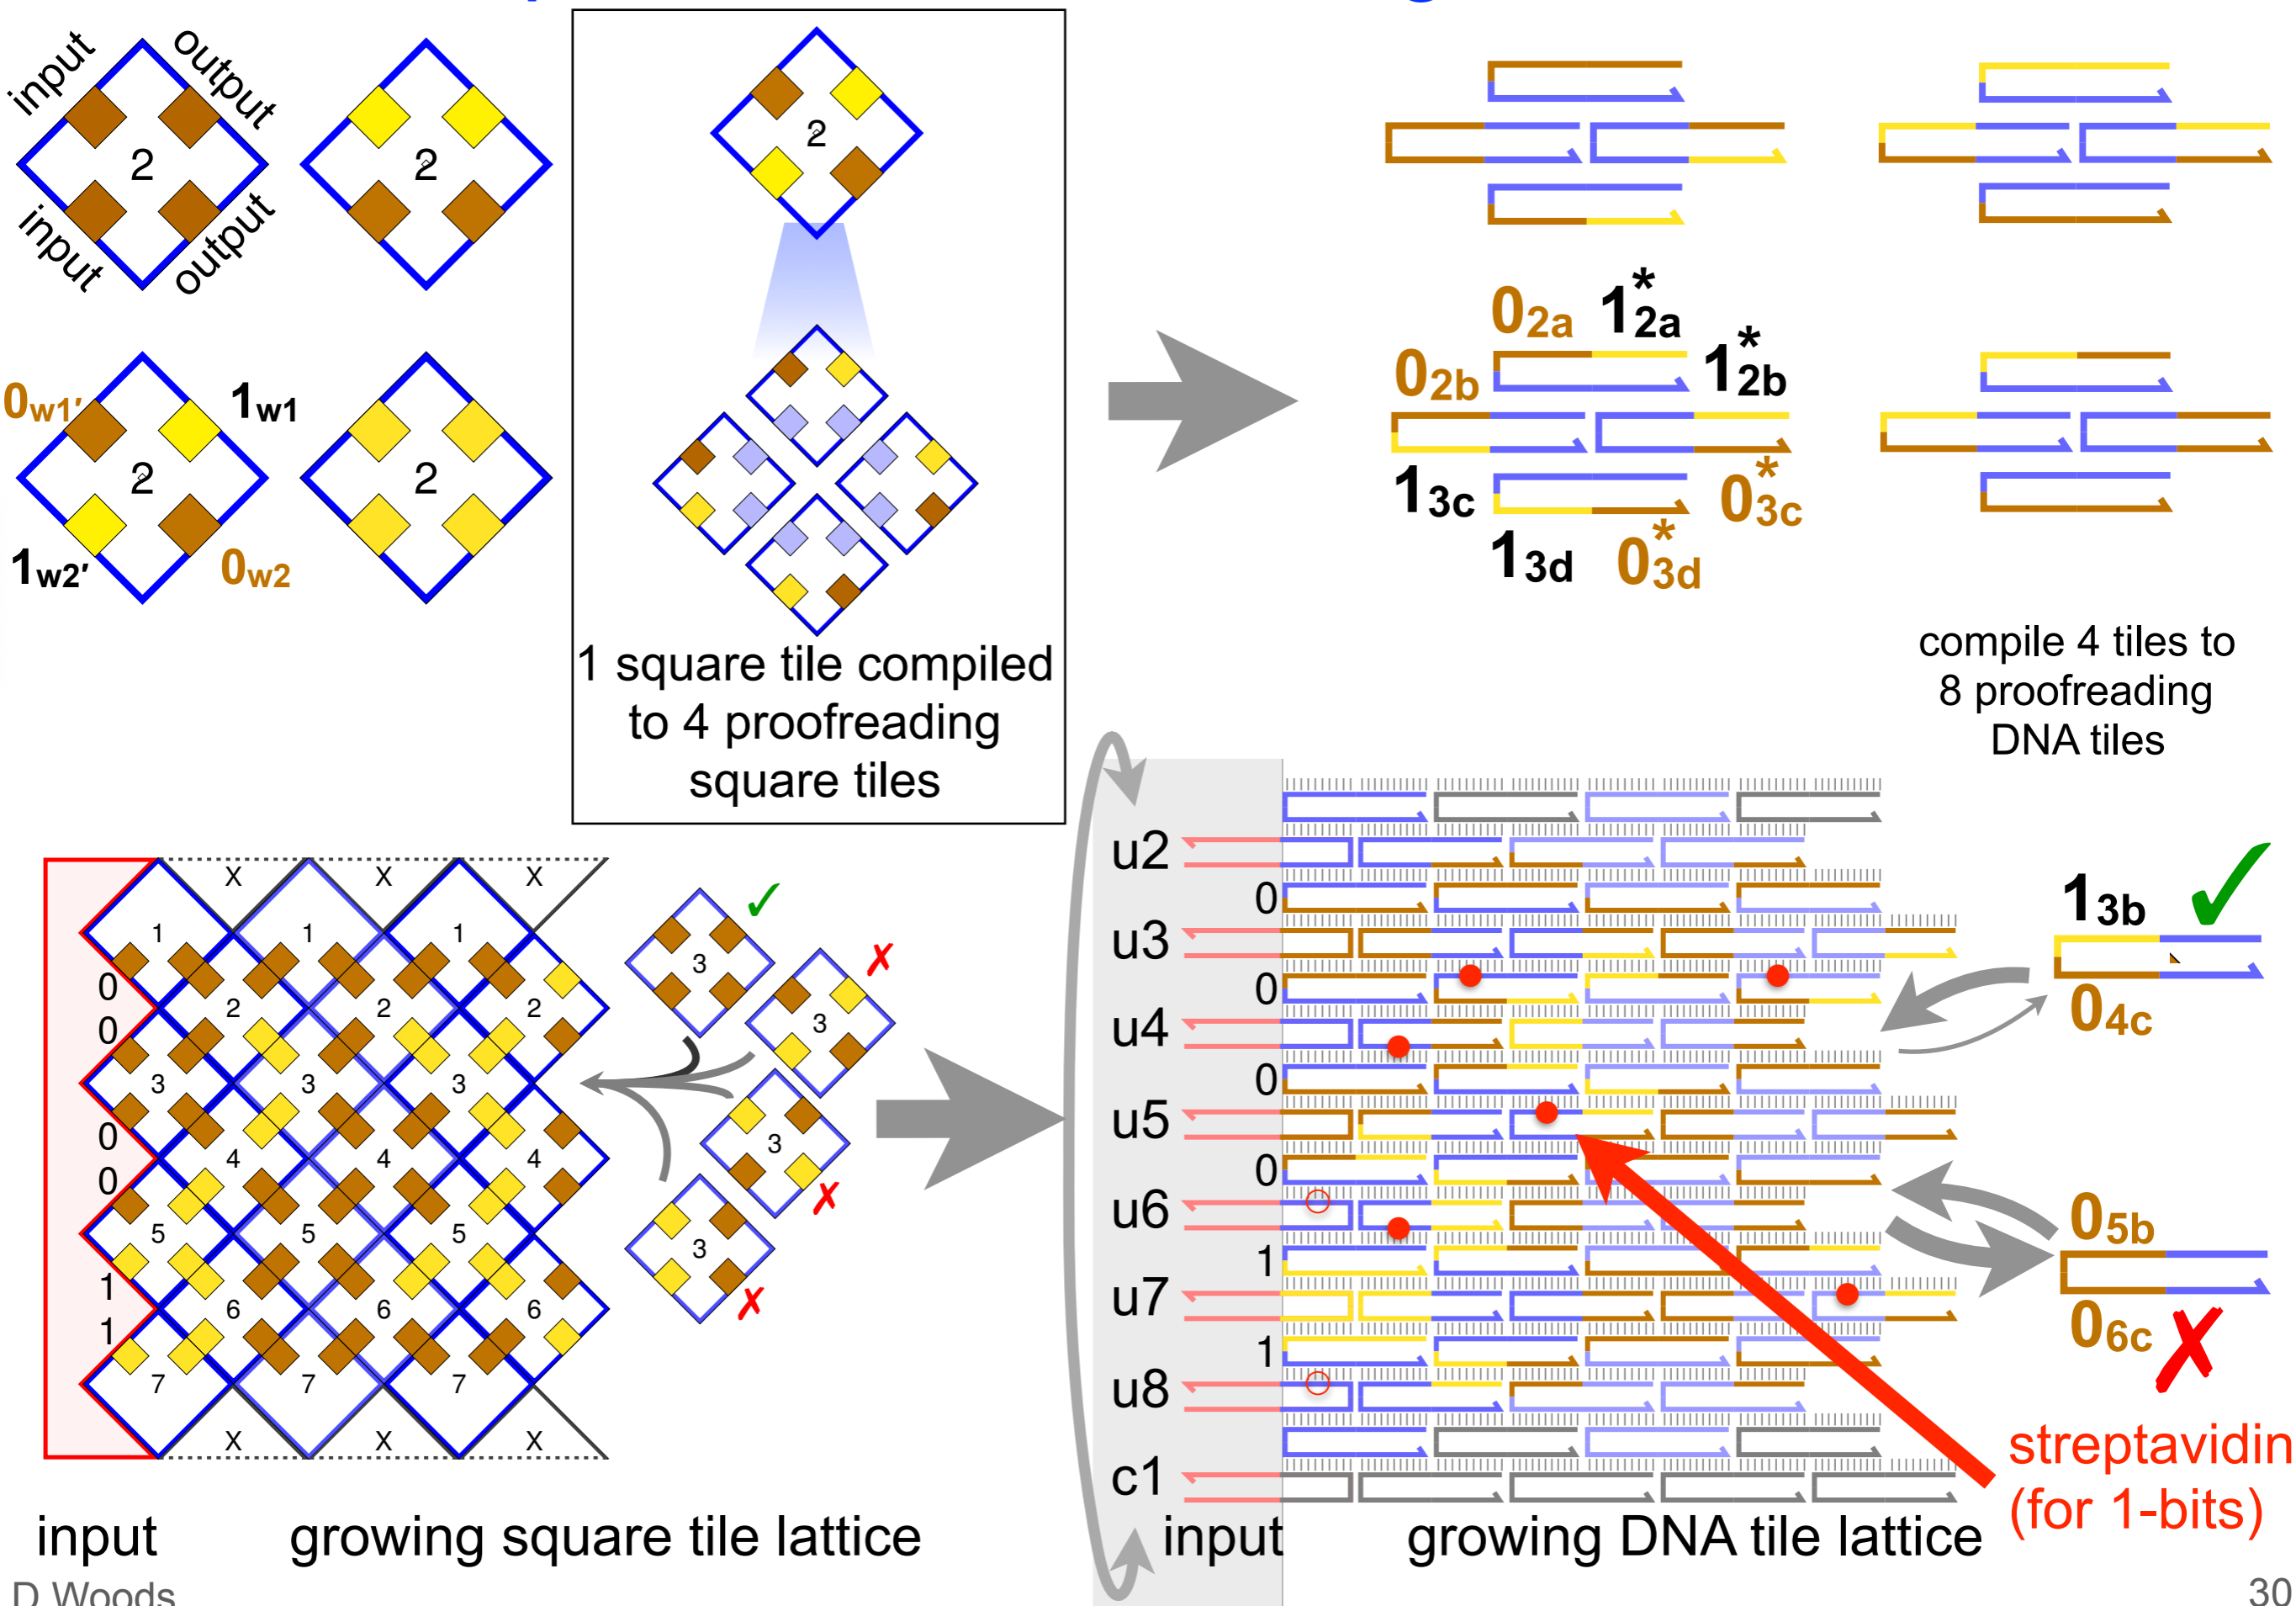 input
output
2
2
input
output
2
0w1′
1w1
2
2
1w2′
0w2
1 square tile compiled
to 4 proofreading
square tiles
02a
1*2a
02b
1*2b
13c
0*3c
13d
0*3d
compile 4 tiles to
8 proofreading
DNA tiles
x x x
1 1 1
0
2 2 2
0
3 3 3
0
4 4 4
0
5 5 5
1
6 6 6
1
7 7 7
x x x
3
3
3
3
✓
✗
✗
✗
u2
0
u3
0
u4
0
u5
0
u6
1
u7
1
u8
c1
13b
✓
04c
05b
06c
✗
streptavidin
(for 1-bits)
input
growing square tile lattice
input
growing DNA tile lattice
D Woods
30